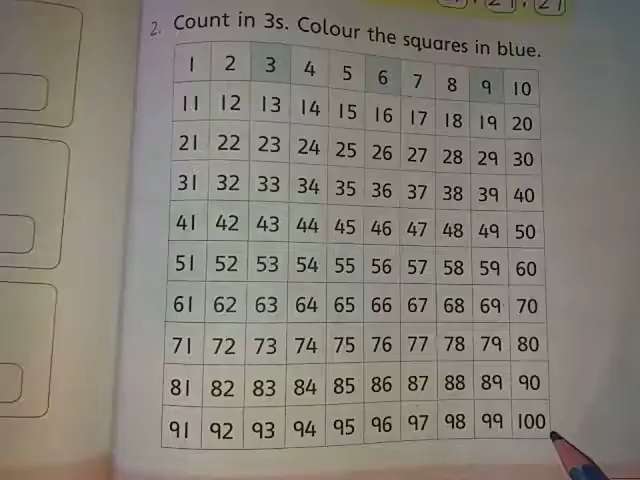 2. Count in 3s. Colour the squares in blue.
1 2 3 4 5 6 7 8 9 10
11 12 13 14 15 16 17 18 19 20
21 22 23 24 25 26 27 28 29 30
31 32 33 34 35 36 37 38 39 40
41 42 43 44 45 46 47 48 49 50
51 52 53 54 55 56 57 58 59 60
61 62 63 64 65 66 67 68 69 70
71 72 73 74 75 76 77 78 79 80
81 82 83 84 85 86 87 88 89 90
91 92 93 94 95 96 97 98 99 100